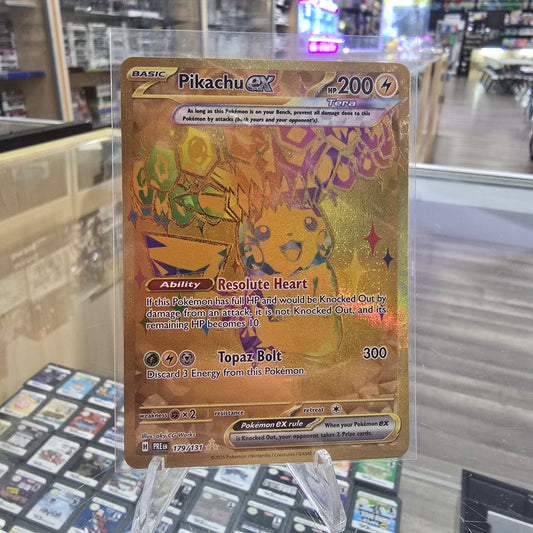 BASIC Pikachu ex HP 200
Tera
As long as this Pokémon is on your Bench, prevent all damage done to
this Pokémon by attacks (both yours and your opponent's).
Ability Resolute Heart
If this Pokémon has full HP and would be Knocked Out by
damage from an attack, it is not Knocked Out, and its
remaining HP becomes 10.
Topaz Bolt 300
Discard 3 Energy from this Pokémon
weakness ×2 resistance retreat
Pokémon ex rule When your Pokémon ex
is Knocked Out, your opponent takes 2 Prize cards.
Illus. aky CG Works
H PRE EN 179/131
©2025 Pokémon / Nintendo / Creatures / GAME